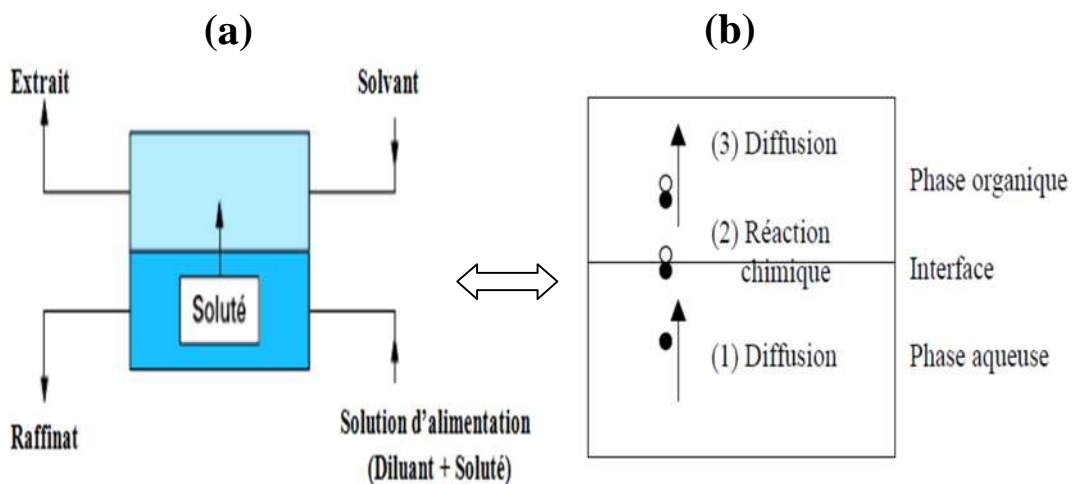 (a)
Extrait
Solvant
Soluté
Raffinat
Solution d'alimentation
(Diluant + Soluté)
(b)
(3) Diffusion
Phase organique
(2) Réaction
chimique
Interface
(1) Diffusion
Phase aqueuse